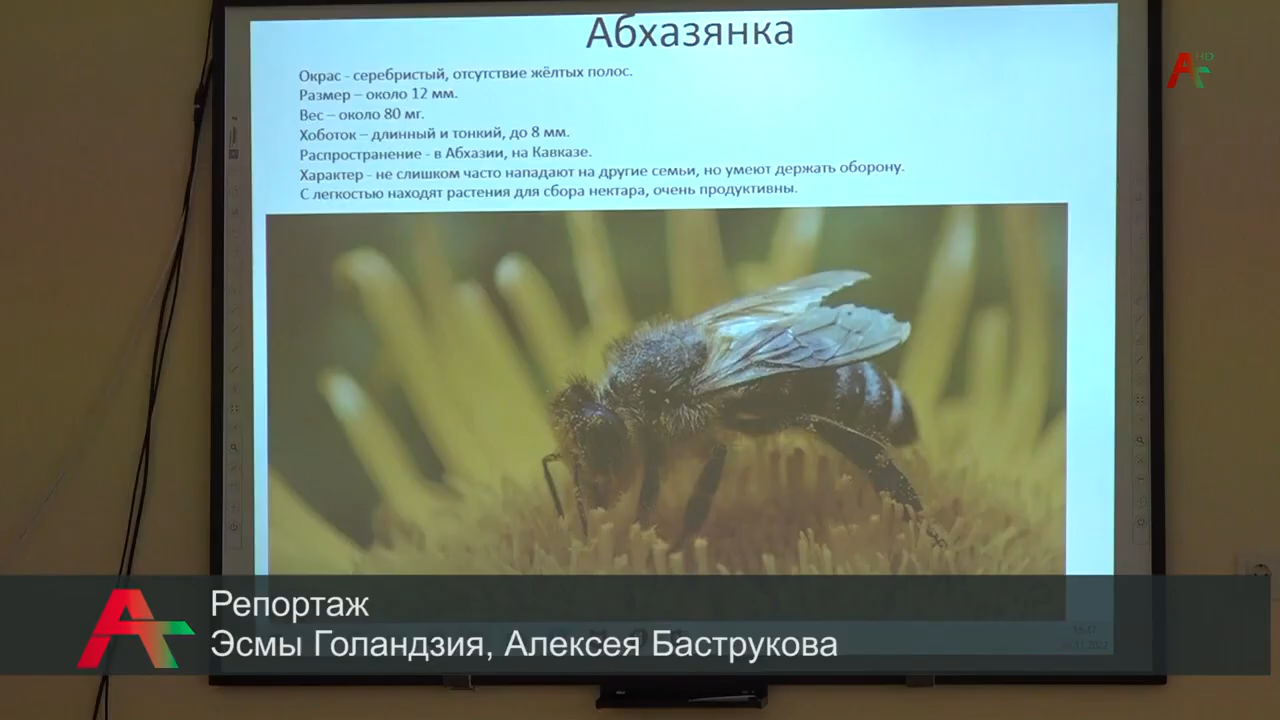 Абхазянка
Окрас - серебристый, отсутствие жёлтых полос.
Размер – около 12 мм.
Вес – около 80 мг.
Хоботок – длинный и тонкий, до 8 мм.
Распространение - в Абхазии, на Кавказе.
Характер - не слишком часто нападают на другие семьи, но умеют держать оборону.
С легкостью находят растения для сбора нектара, очень продуктивны.
HD
Репортаж
Эсмы Голандзия, Алексея Баструкова